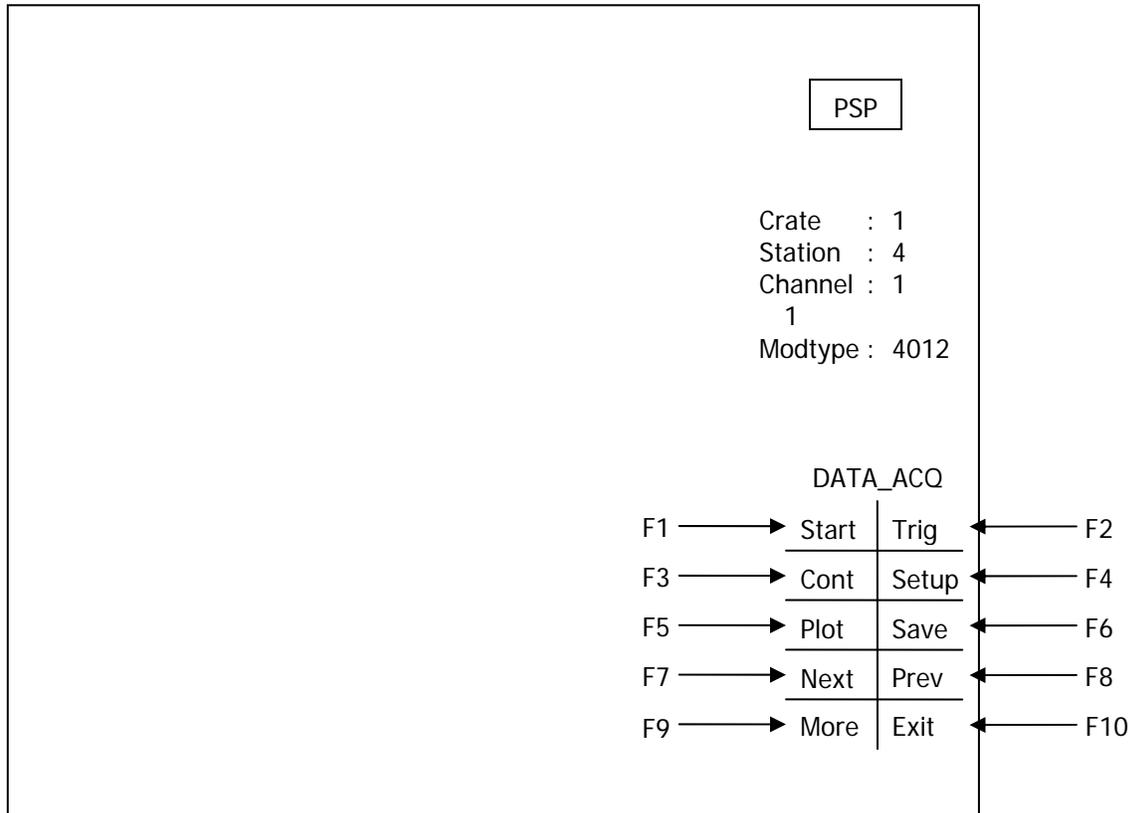 PSP
Crate : 1
Station : 4
Channel : 1
1
Modtype : 4012
DATA_ACQ
F1 Start Trig F2
F3 Cont Setup F4
F5 Plot Save F6
F7 Next Prev F8
F9 More Exit F10